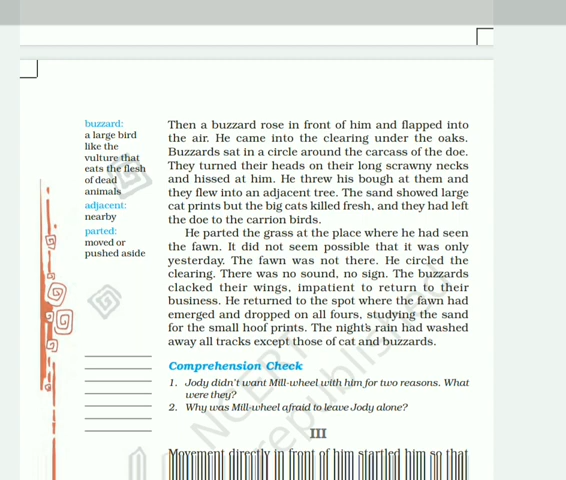 buzzard:
a large bird
like the
vulture that
eats the flesh
of dead
animals
adjacent:
nearby
parted:
moved or
pushed aside
Then a buzzard rose in front of him and flapped into
the air. He came into the clearing under the oaks.
Buzzards sat in a circle around the carcass of the doe.
They turned their heads on their long scrawny necks
and hissed at him. He threw his bough at them and
they flew into an adjacent tree. The sand showed large
cat prints but the big cats killed fresh, and they had left
the doe to the carrion birds.
He parted the grass at the place where he had seen
the fawn. It did not seem possible that it was only
yesterday. The fawn was not there. He circled the
clearing. There was no sound, no sign. The buzzards
clacked their wings, impatient to return to their
business. He returned to the spot where the fawn had
emerged and dropped on all fours, studying the sand
for the small hoof prints. The night's rain had washed
away all tracks except those of cat and buzzards.
Comprehension Check
1. Jody didn't want Mill-wheel with him for two reasons. What
were they?
2. Why was Mill-wheel afraid to leave Jody alone?
III
Movement directly in front of him startled him so that
NCERT
republished